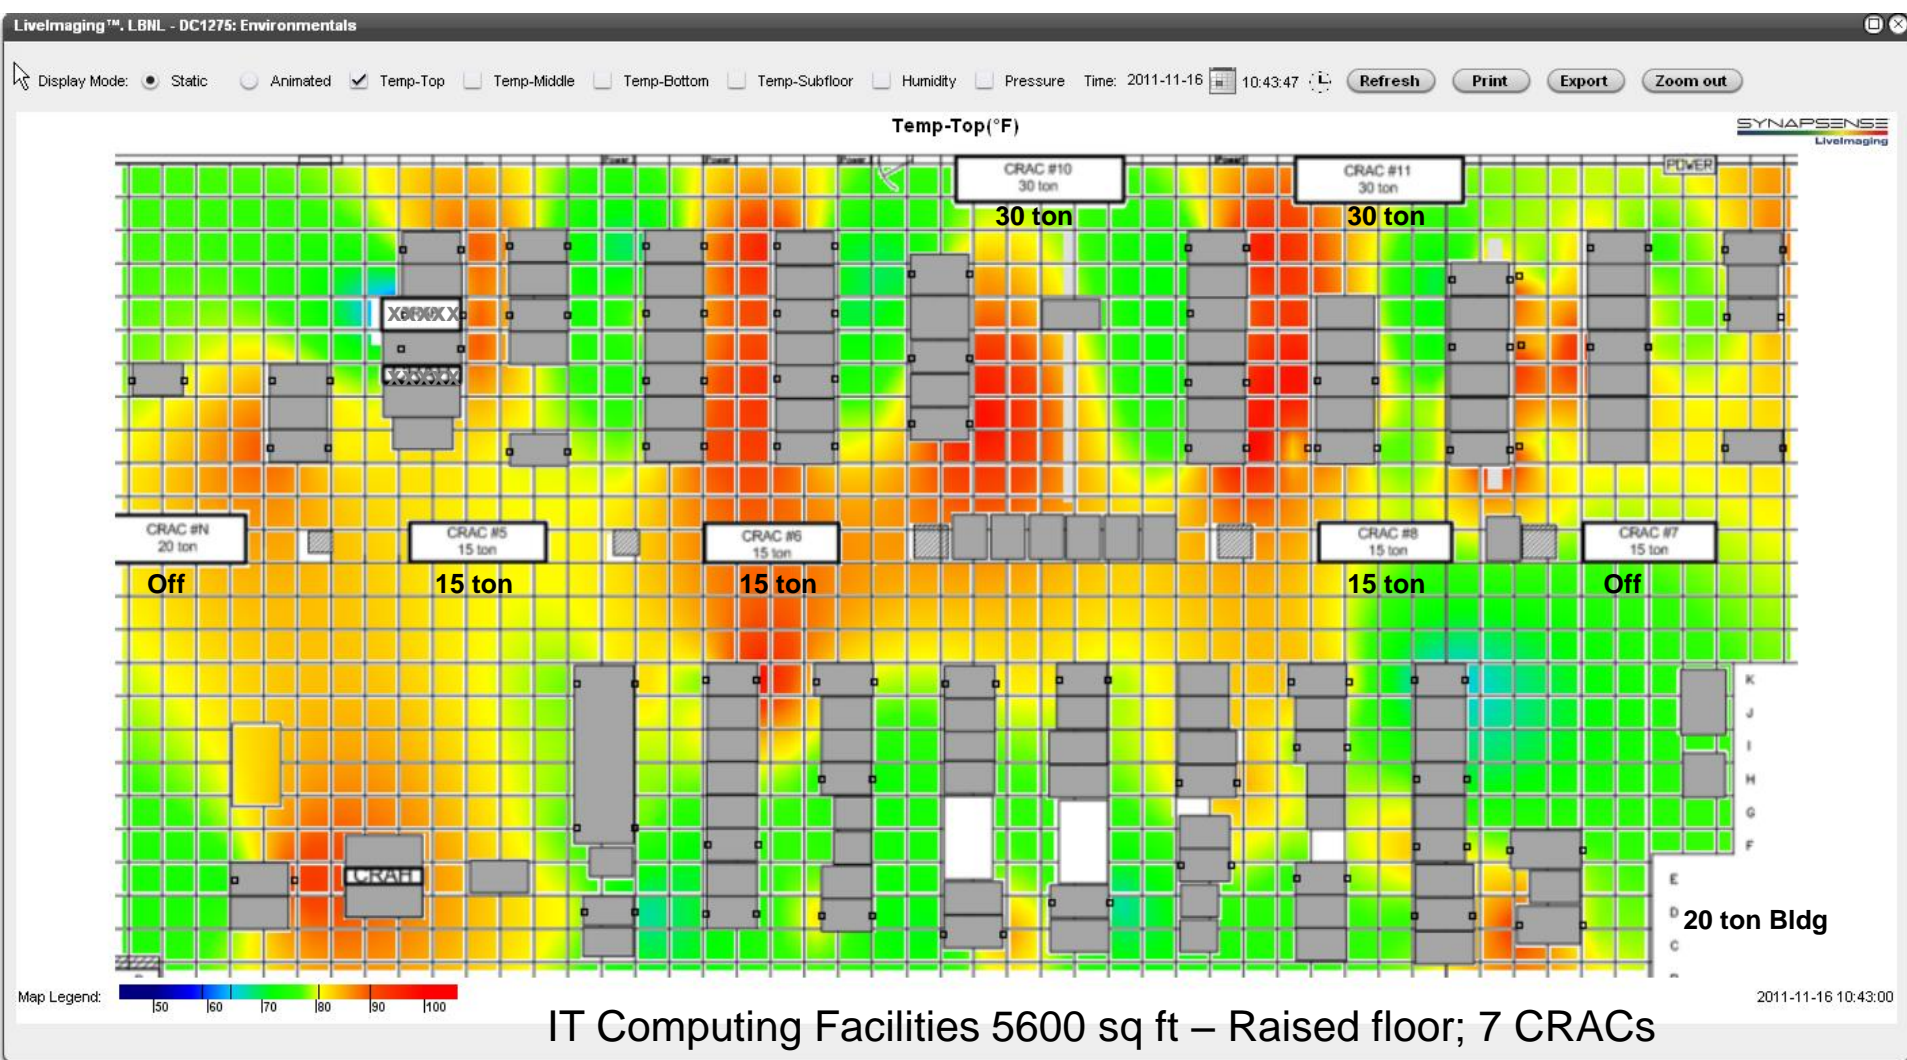 LiveImaging™. LBNL - DC1275: Environmentals
Display Mode: Static Animated Temp-Top Temp-Middle Temp-Bottom Temp-Subfloor Humidity Pressure Time: 2011-11-16 10:43:47 Refresh Print Export Zoom out
Temp-Top(°F)
SYNAPSENSE
LiveImaging
Power Power Power Power POWER
CRAC #10
30 ton
30 ton
CRAC #11
30 ton
30 ton
CRAC #N
20 ton
Off
CRAC #5
15 ton
15 ton
CRAC #6
15 ton
15 ton
CRAC #8
15 ton
15 ton
CRAC #7
15 ton
Off
K
J
I
H
G
F
CRAH
E
D
C
20 ton Bldg
Map Legend:
50 60 70 80 90 100
2011-11-16 10:43:00
IT Computing Facilities 5600 sq ft – Raised floor; 7 CRACs